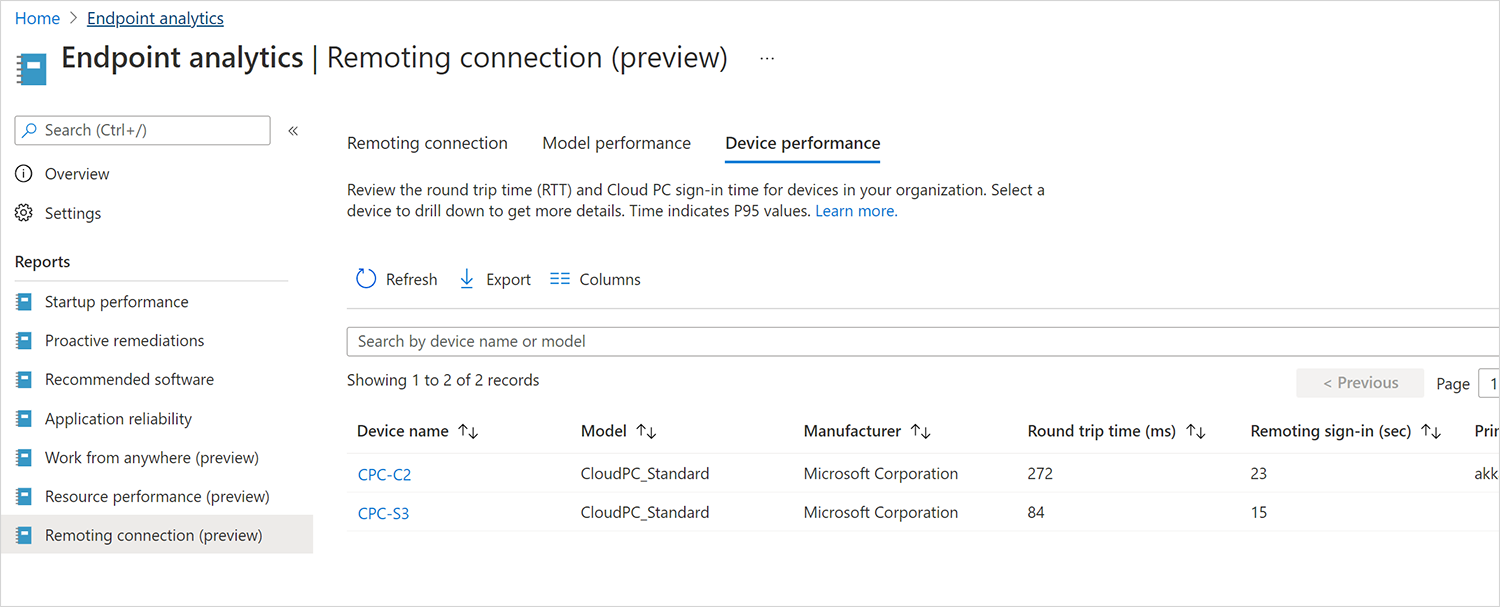 Home > Endpoint analytics
Endpoint analytics | Remoting connection (preview) ...
Search (Ctrl+/) «
Overview
Settings
Reports
Startup performance
Proactive remediations
Recommended software
Application reliability
Work from anywhere (preview)
Resource performance (preview)
Remoting connection (preview)
Remoting connection Model performance Device performance
Review the round trip time (RTT) and Cloud PC sign-in time for devices in your organization. Select a
device to drill down to get more details. Time indicates P95 values. Learn more.
Refresh Export Columns
Search by device name or model
Showing 1 to 2 of 2 records
< Previous Page 1
Device name ↑↓ Model ↑↓ Manufacturer ↑↓ Round trip time (ms) ↑↓ Remoting sign-in (sec) ↑↓ Prin
CPC-C2 CloudPC_Standard Microsoft Corporation 272 23 akk
CPC-S3 CloudPC_Standard Microsoft Corporation 84 15